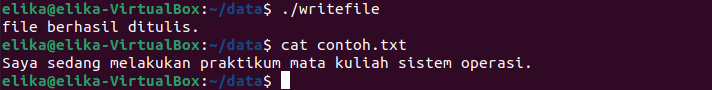 elika@elika-VirtualBox:~/data$ ./writefile
file berhasil ditulis.
elika@elika-VirtualBox:~/data$ cat contoh.txt
Saya sedang melakukan praktikum mata kuliah sistem operasi.
elika@elika-VirtualBox:~/data$